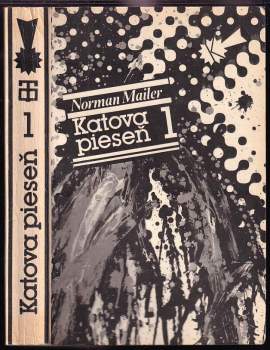 Katova pieseň 1
Norman Mailer
Katova
pieseň 1